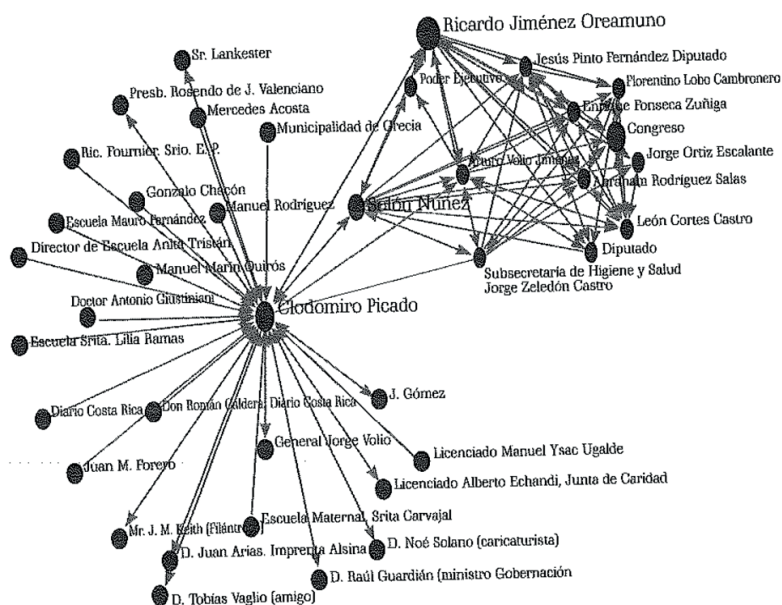 Ricardo Jiménez Oreamuno
Sr. Lankester
Jesús Pinto Fernández Diputado
Poder Ejecutivo
Florentino Lobo Cambronero
Presb. Rosendo de J. Valenciano
Mercedes Acosta
Enrique Fonseca Zuñiga
Municipalidad de Grecia
Congreso
Ric. Fournier. Srio. E. P.
Jorge Ortiz Escalante
Arturo Volio Jiménez
Abraham Rodríguez Salas
Gonzalo Chacón
Manuel Rodríguez
Solón Nuñez
Escuela Mauro Fernández
León Cortes Castro
Director de Escuela Anita Tristán
Diputado
Manuel Marín Quirós
Subsecretaría de Higiene y Salud
Jorge Zeledón Castro
Doctor Antonio Giustiniani
Clodomiro Picado
Escuela Srita. Lilia Ramas
J. Gómez
Diario Costa Rica
Don Román Caldera, Diario Costa Rica
General Jorge Volio
Licenciado Manuel Ysac Ugalde
Juan M. Forero
Licenciado Alberto Echandi, Junta de Caridad
Escuela Maternal, Srita Carvajal
Mr. J. M. Keith
D. Noé Solano (caricaturista)
D. Juan Arias. Imprenta Alsina
D. Raúl Guardián (ministro Gobernación
D. Tobías Vaglio (amigo)